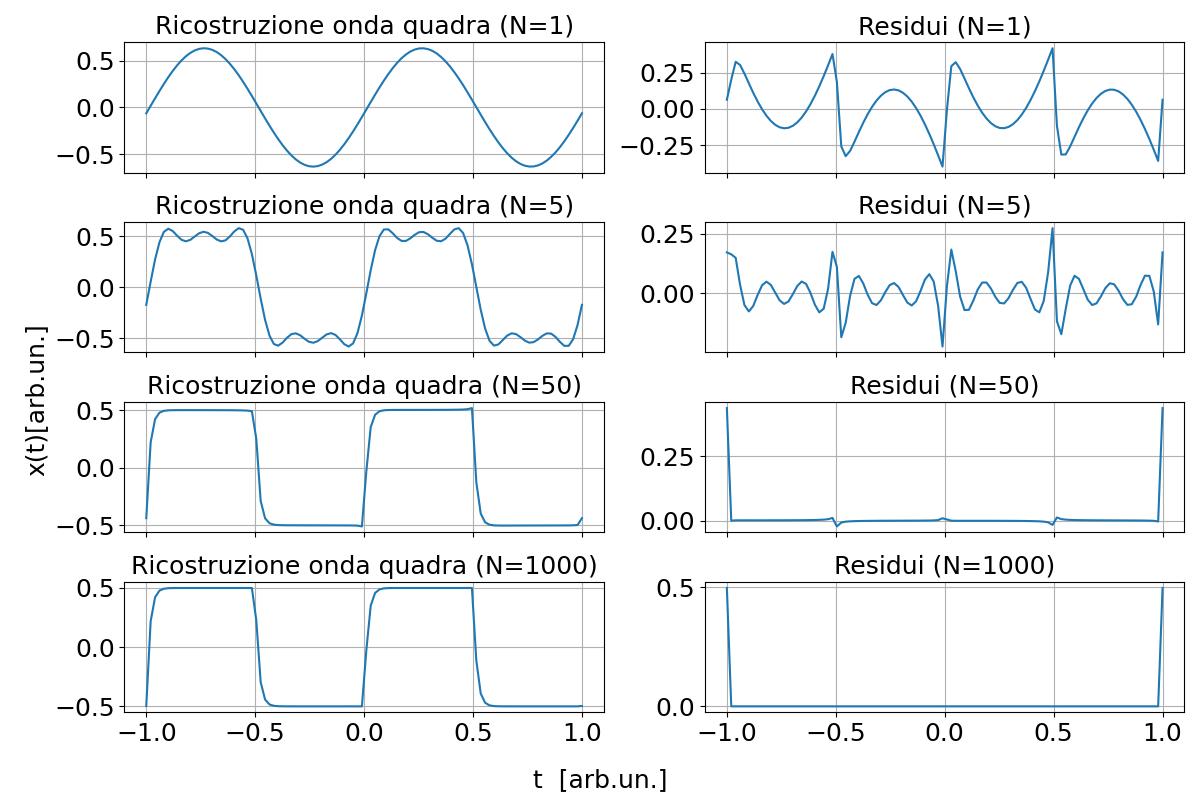 Ricostruzione onda quadra (N=1)
Residui (N=1)
0.5
0.0
−0.5
0.25
0.00
−0.25
Ricostruzione onda quadra (N=5)
Residui (N=5)
0.5
0.0
−0.5
0.25
0.00
x(t)[arb.un.]
Ricostruzione onda quadra (N=50)
Residui (N=50)
0.5
0.0
−0.5
0.25
0.00
Ricostruzione onda quadra (N=1000)
Residui (N=1000)
0.5
0.0
−0.5
−1.0 −0.5 0.0 0.5 1.0
0.5
0.0
−1.0 −0.5 0.0 0.5 1.0
t [arb.un.]